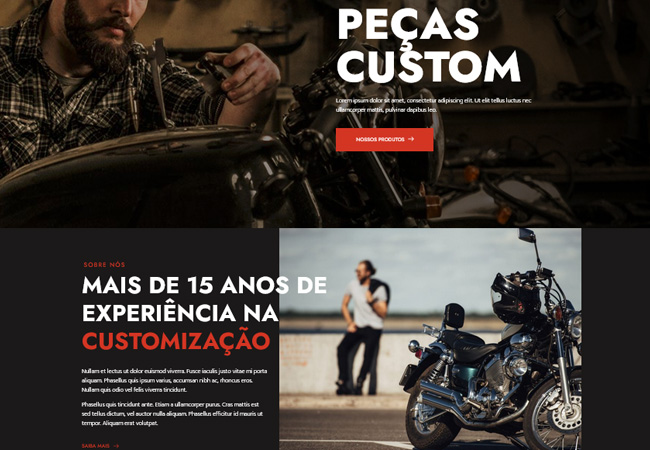 PEÇAS
CUSTOM
Lorem ipsum dolor sit amet, consectetur adipiscing elit. Ut elit tellus luctus nec
ullamcorper mattis, pulvinar dapibus leo.
NOSSOS PRODUTOS →
SOBRE NÓS
MAIS DE 15 ANOS DE
EXPERIÊNCIA NA
CUSTOMIZAÇÃO
Nullam et lectus ut dolor euismod viverra. Fusce iaculis justo vitae mi porta
aliquam. Phasellus quis ipsum varius, accumsan nibh ac, rhoncus eros.
Nullam quis odio vel felis viverra tincidunt.
Phasellus quis tincidunt ante. Etiam a ullamcorper purus. Cras mattis est
sed tellus dictum, vel auctor nulla aliquam. Phasellus efficitur id mauris ut
tempor. Aliquam erat volutpat.
SAIBA MAIS →